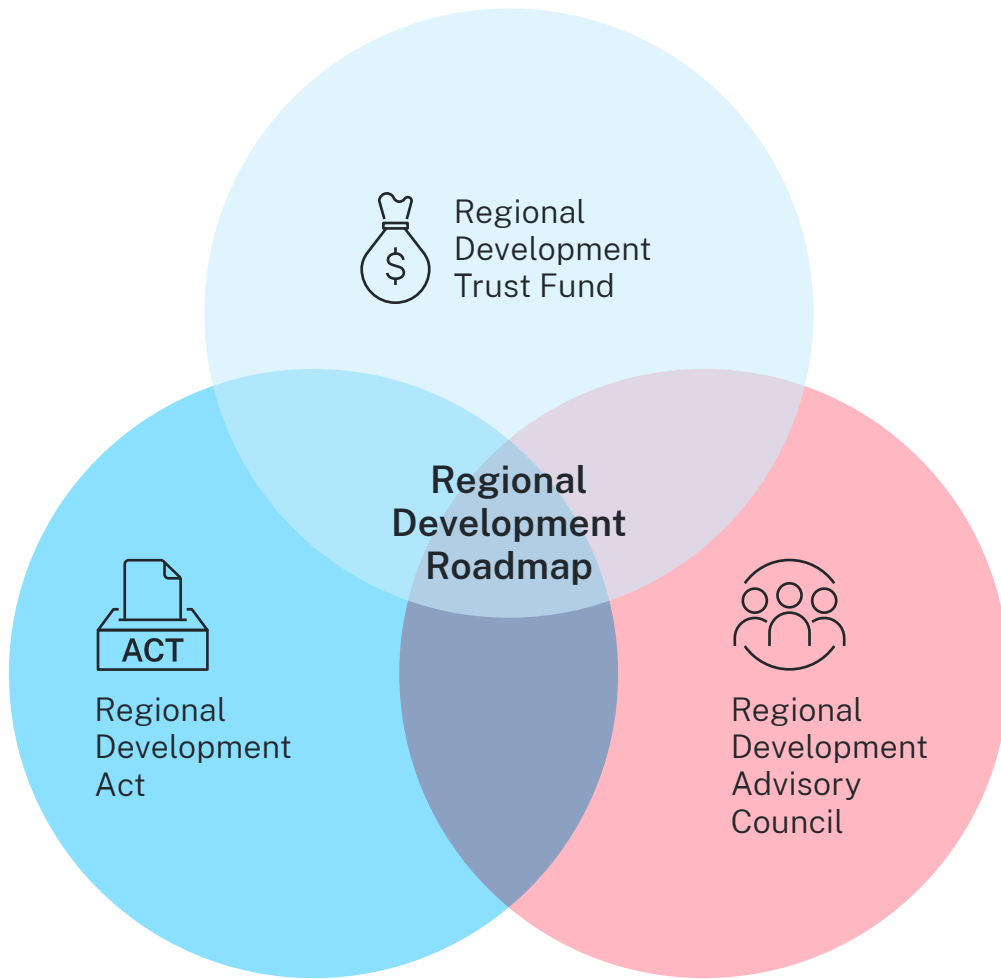 $
Regional
Development
Trust Fund
Regional
Development
Roadmap
ACT
Regional
Development
Act
Regional
Development
Advisory
Council